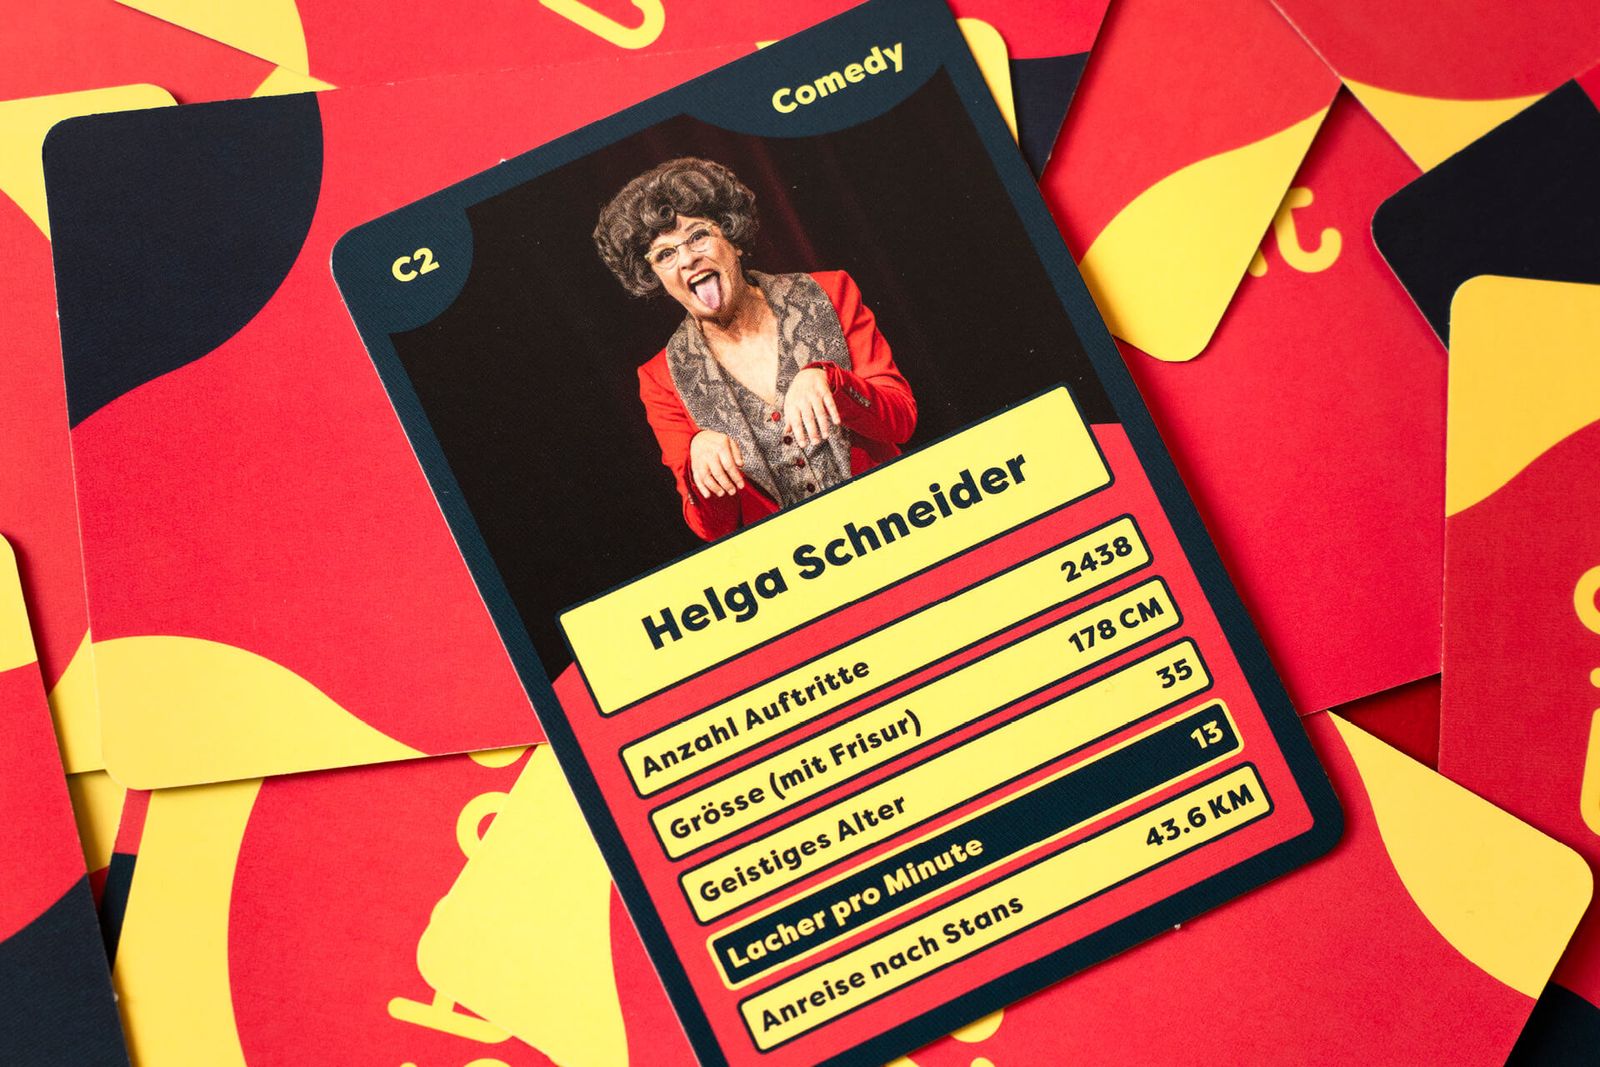 Comedy
C2
Helga Schneider
Anzahl Auftritte 2438
Grösse (mit Frisur) 178 CM
Geistiges Alter 35
Lacher pro Minute 13
Anreise nach Stans 43.6 KM